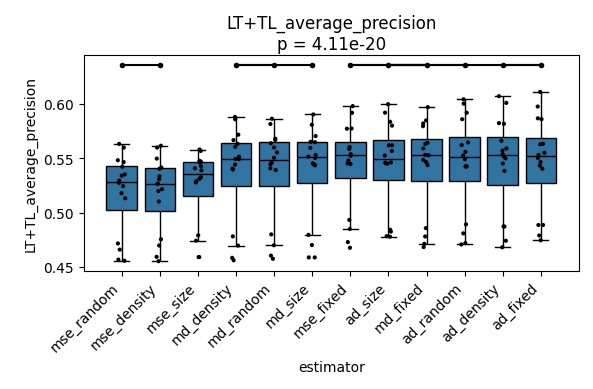 LT+TL_average_precision
p = 4.11e-20
LT+TL_average_precision
0.60
0.55
0.50
0.45
mse_random
mse_density
mse_size
md_density
md_random
md_size
mse_fixed
ad_size
md_fixed
ad_random
ad_density
ad_fixed
estimator